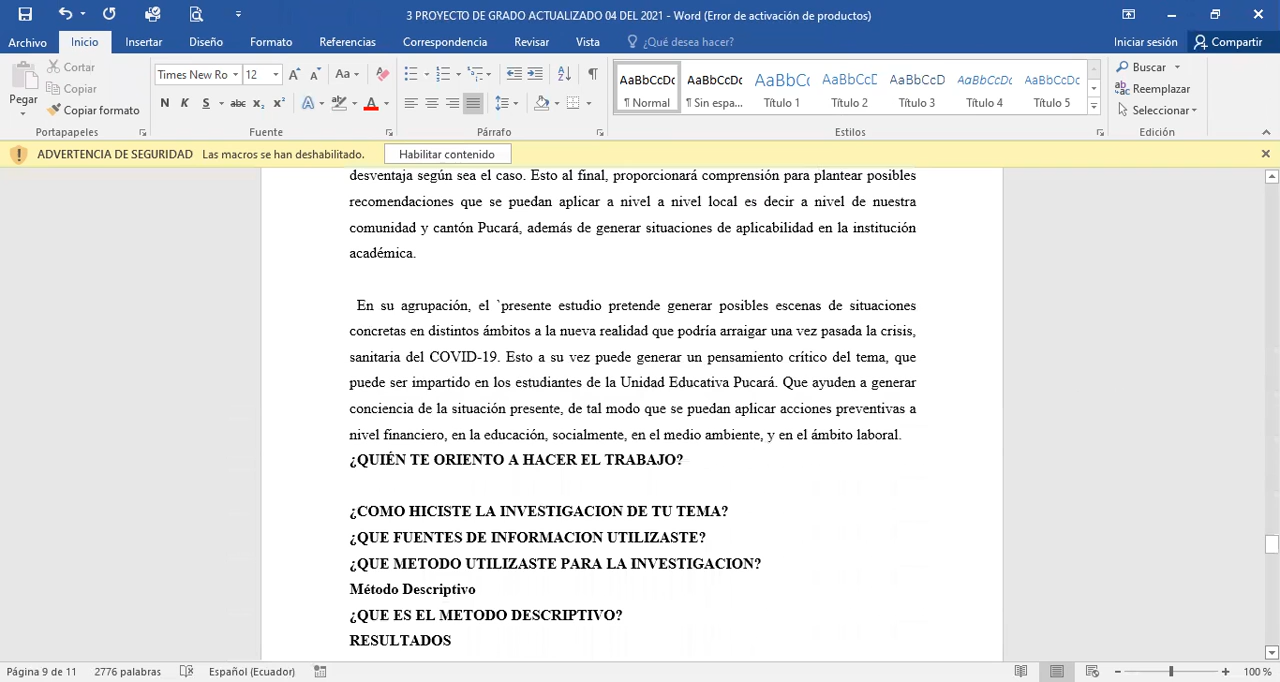 3 PROYECTO DE GRADO ACTUALIZADO 04 DEL 2021 - Word (Error de activación de productos)
Archivo Inicio Insertar Diseño Formato Referencias Correspondencia Revisar Vista ¿Qué desea hacer? Iniciar sesión Compartir
Pegar
Cortar
Copiar
Copiar formato
Portapapeles
Times New Ro 12
Aa
N K S abc x₂ x²
A
A
Fuente
Párrafo
AaBbCcDc AaBbCcDc AaBbCc AaBbCcD AaBbCcD AaBbCcDc AaBbCcDc
¶ Normal ¶ Sin espa... Título 1 Título 2 Título 3 Título 4 Título 5
Estilos
Buscar
Reemplazar
Seleccionar
Edición
ADVERTENCIA DE SEGURIDAD Las macros se han deshabilitado. Habilitar contenido
desventaja según sea el caso. Esto al final, proporcionará comprensión para plantear posibles
recomendaciones que se puedan aplicar a nivel a nivel local es decir a nivel de nuestra
comunidad y cantón Pucará, además de generar situaciones de aplicabilidad en la institución
académica.
En su agrupación, el `presente estudio pretende generar posibles escenas de situaciones
concretas en distintos ámbitos a la nueva realidad que podría arraigar una vez pasada la crisis,
sanitaria del COVID-19. Esto a su vez puede generar un pensamiento crítico del tema, que
puede ser impartido en los estudiantes de la Unidad Educativa Pucará. Que ayuden a generar
conciencia de la situación presente, de tal modo que se puedan aplicar acciones preventivas a
nivel financiero, en la educación, socialmente, en el medio ambiente, y en el ámbito laboral.
¿QUIÉN TE ORIENTO A HACER EL TRABAJO?
¿COMO HICISTE LA INVESTIGACION DE TU TEMA?
¿QUE FUENTES DE INFORMACION UTILIZASTE?
¿QUE METODO UTILIZASTE PARA LA INVESTIGACION?
Método Descriptivo
¿QUE ES EL METODO DESCRIPTIVO?
RESULTADOS
Página 9 de 11 2776 palabras Español (Ecuador) 100 %